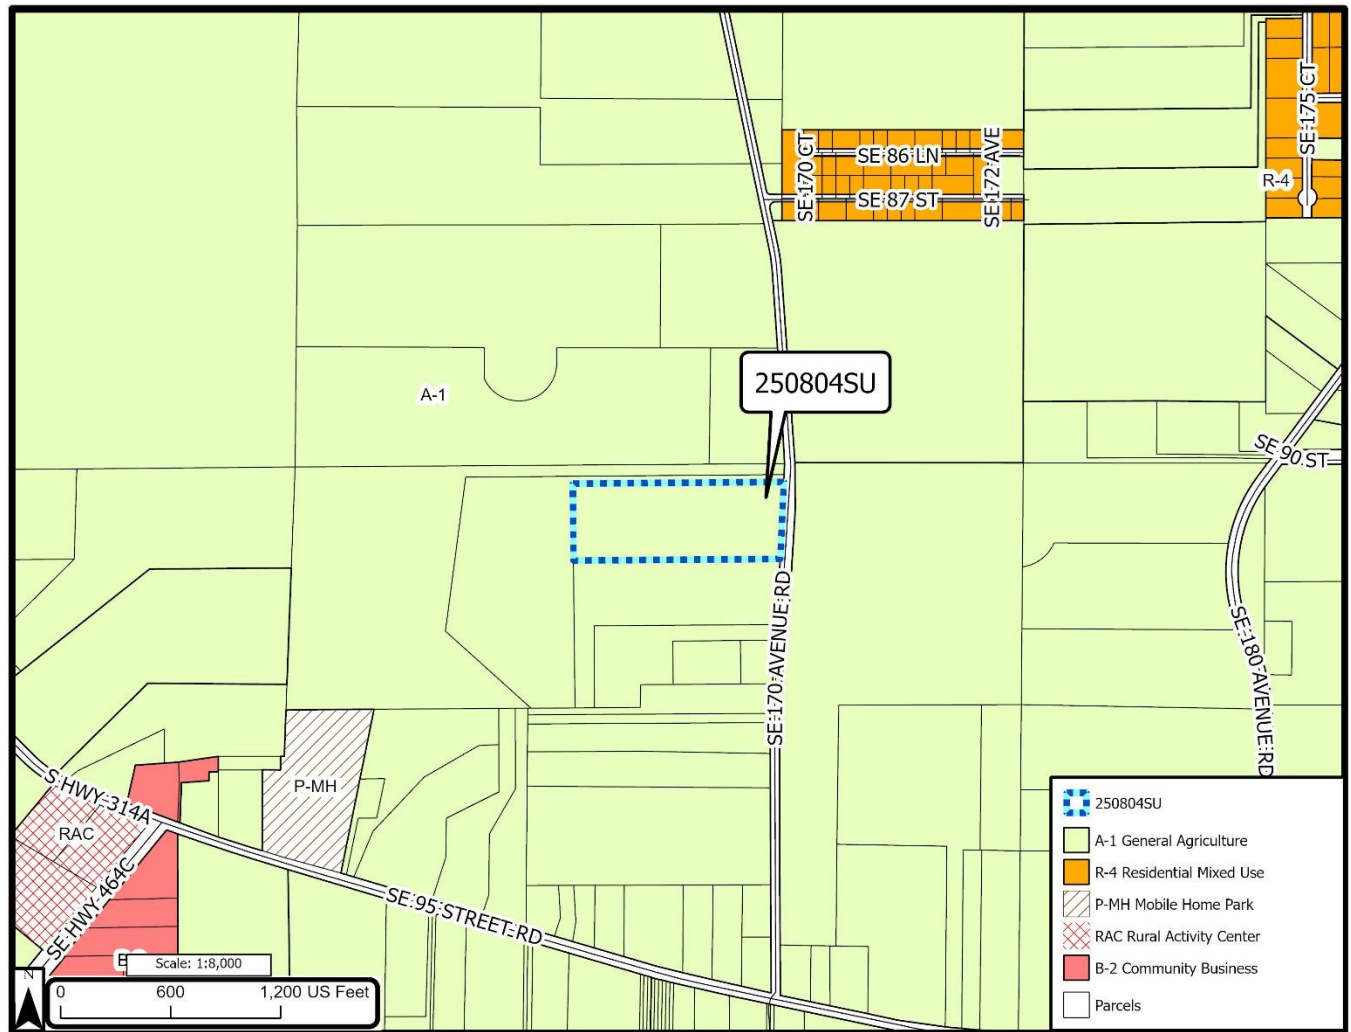 SE 175 CT
SE 170 CT
SE 86 LN
SE 172 AVE
SE 87 ST
R-4
250804SU
A-1
SE 90 ST
SE 170 AVENUE RD
SE 180 AVENUE RD
P-MH
S HWY 314A
RAC
SE HWY 464C
SE 95 STREET RD
Scale: 1:8,000
N
0 600 1,200 US Feet
250804SU
A-1 General Agriculture
R-4 Residential Mixed Use
P-MH Mobile Home Park
RAC Rural Activity Center
B-2 Community Business
Parcels